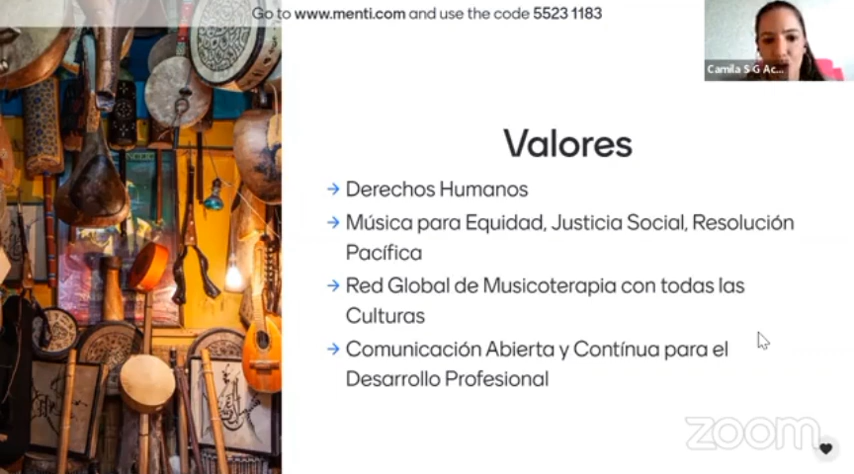 Go to www.menti.com and use the code 5523 1183
Camila S G Ac...
Valores
→ Derechos Humanos
→ Música para Equidad, Justicia Social, Resolución
Pacífica
→ Red Global de Musicoterapia con todas las
Culturas
→ Comunicación Abierta y Contínua para el
Desarrollo Profesional
zoom